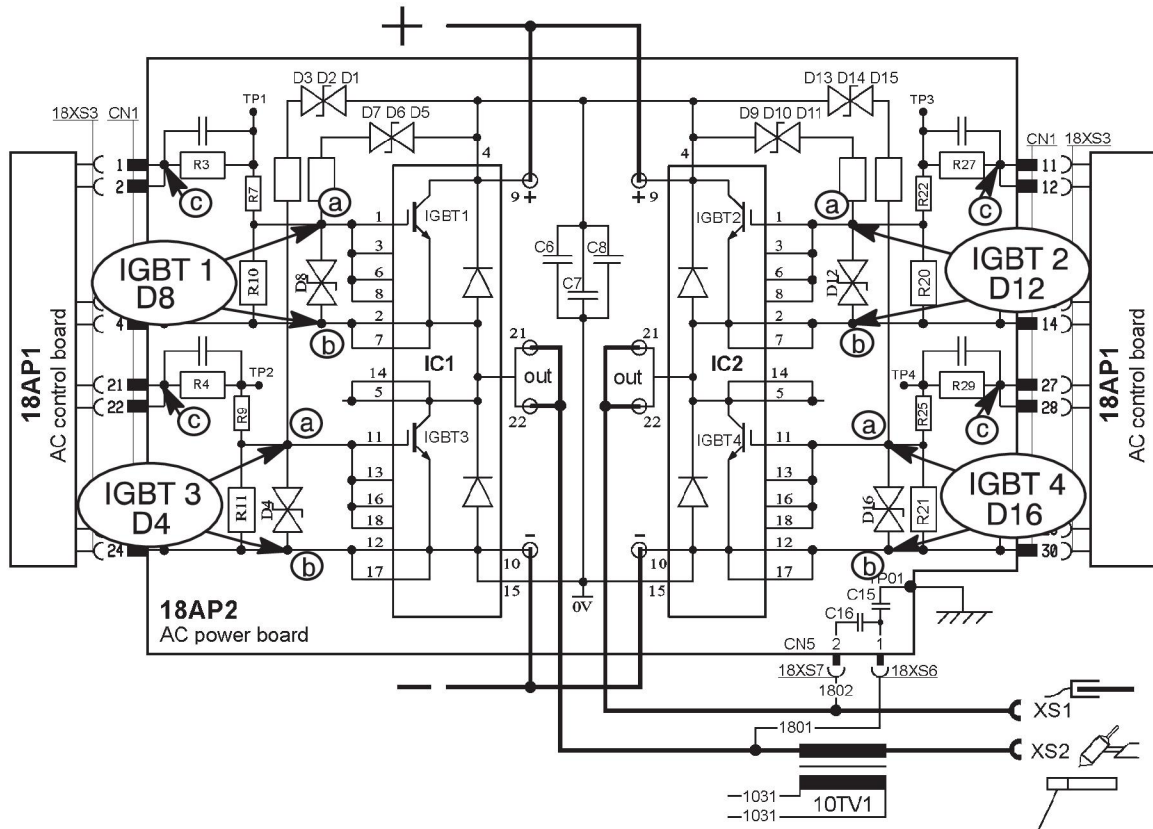 +
D3 D2 D1
D13 D14 D15
D7 D6 D5
D9 D10 D11
TP1
TP3
18XS3 CN1
CN1 18XS3
4
4
1
2
R3
R7
c
a
R27
R22
c
a
11
12
9 +
+ 9
1
IGBT1
IGBT2
1
3
6
8
3
6
8
C6
C7
C8
IGBT 1
D8
R10
D8
IGBT 2
D12
D12
R20
4
2
7
b
2
7
b
14
21
21
IC1
IC2
out
out
22
22
14
5
14
5
21
22
R4
R9
TP2
c
a
TP4
R29
R25
c
a
27
28
18AP1
AC control board
18AP1
AC control board
11
IGBT3
IGBT4
11
13
16
18
13
16
18
IGBT 3
D4
R11
D4
IGBT 4
D16
D16
R21
24
12
17
b
12
17
b
30
-
-
10
15
10
15
0V
18AP2
AC power board
C15
C16
CN5
2
1
18XS7
18XS6
1802
1801
—
XS1
XS2
1031
1031
10TV1